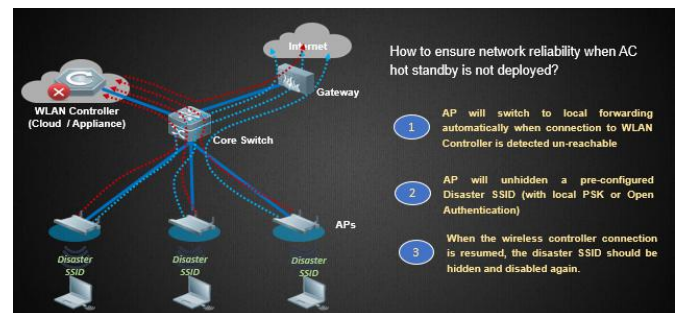 Internet
How to ensure network reliability when AC
hot standby is not deployed?
Gateway
WLAN Controller
(Cloud / Appliance)
Core Switch
1
AP will switch to local forwarding
automatically when connection to WLAN
Controller is detected un-reachable
2
AP will unhidden a pre-configured
Disaster SSID (with local PSK or Open
Authentication)
APs
3
When the wireless controller connection
is resumed, the disaster SSID should be
hidden and disabled again.
Disaster
SSID
Disaster
SSID
Disaster
SSID